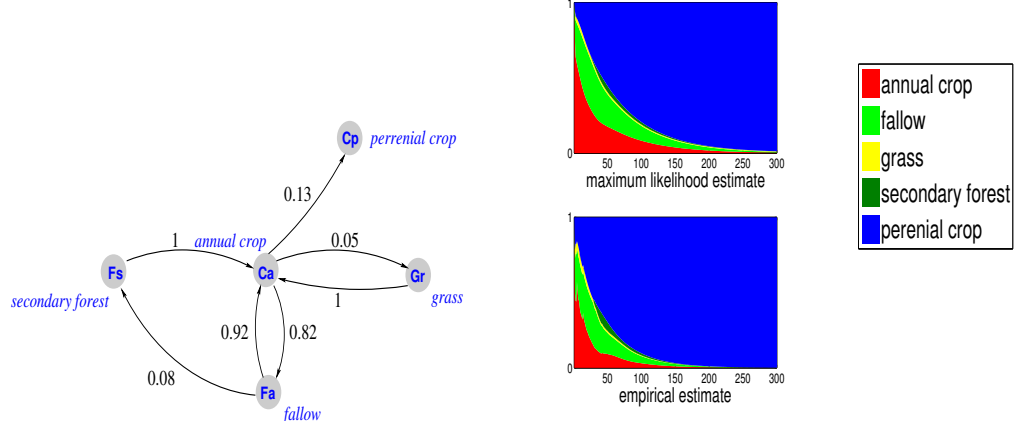 Cp
perrenial crop
0.13
1
annual crop
0.05
Fs
Ca
Gr
secondary forest
1
grass
0.92
0.82
0.08
Fa
fallow
1
0
50
100
150
200
250
300
maximum likelihood estimate
1
0
50
100
150
200
250
300
empirical estimate
annual crop
fallow
grass
secondary forest
perenial crop